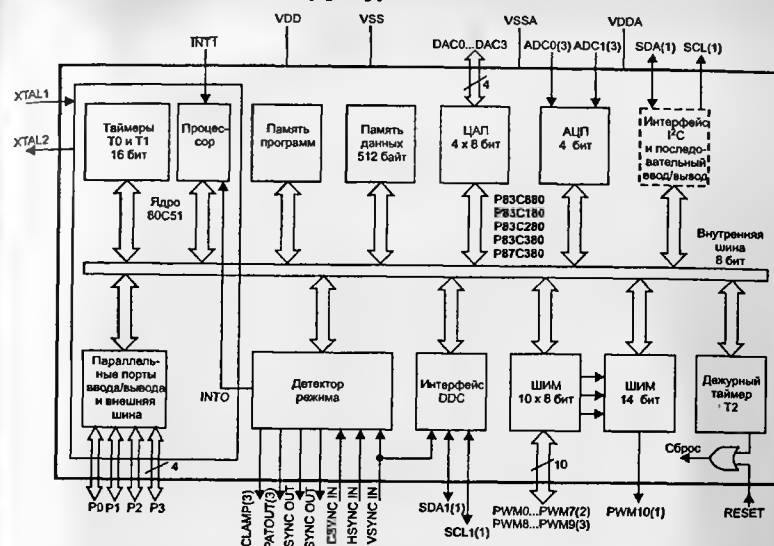 VDD
VSS
VSSA
VDDA
INT1
DAC0...DAC3
ADC0(3)
ADC1(3)
SDA(1)
SCL(1)
4
XTAL1
XTAL2
Таймеры
T0 и T1
16 бит
Процес-
сор
Память
программ
Память
данных
512 байт
ЦАП
4 x 8 бит
АЦП
4 бит
Интерфейс
I²C
и последо-
вательный
ввод/вывод
Ядро
80C51
P83C880
P83C180
P83C280
P83C380
P87C380
Внутренняя
шина
8 бит
Параллель-
ные порты
ввода/вывода
и внешняя
шина
INTO
Детектор
режима
Интерфейс
DDC
ШИМ
10 x 8 бит
ШИМ
14 бит
Дежурный
таймер
T2
Сброс
4
10
P0
P1
P2
P3
CLAMP(3)
PATOUT(3)
SYNC OUT
SYNC OUT
CSYNC IN
HSYNC IN
VSYNC IN
SDA1(1)
SCL1(1)
PWM0...PWM7(2)
PWM8...PWM9(3)
PWM10(1)
RESET